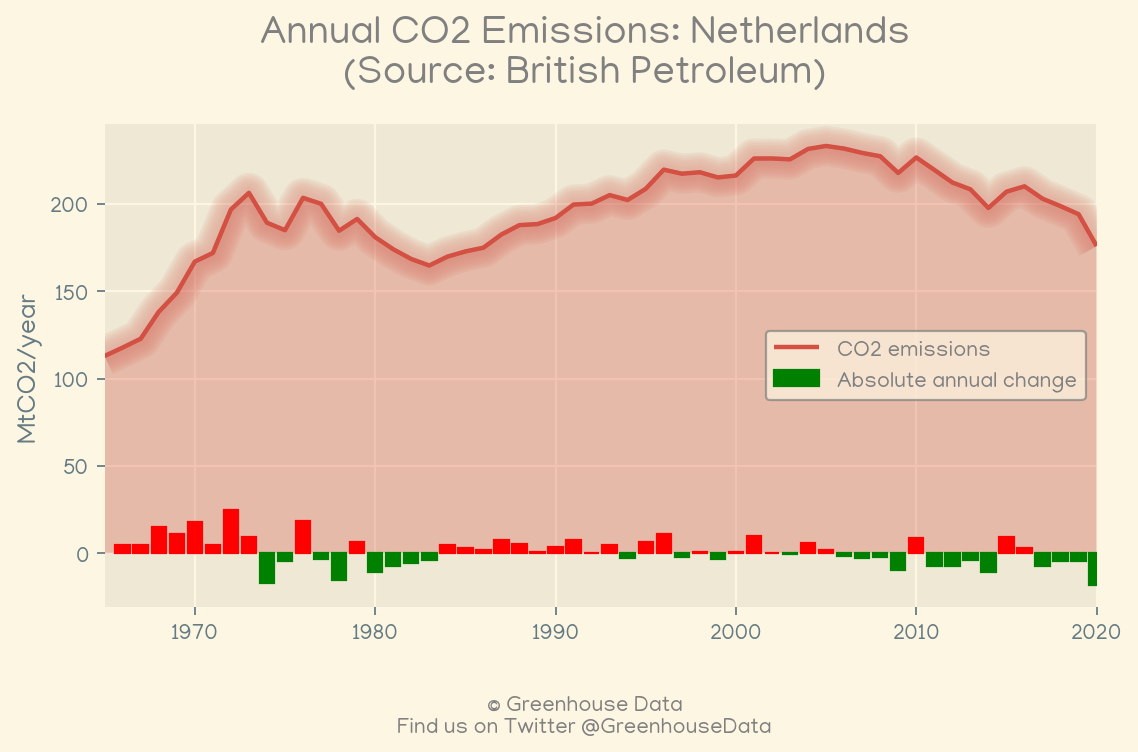 Annual CO2 Emissions: Netherlands
(Source: British Petroleum)
MtCO2/year
200
150
100
50
0
CO2 emissions
Absolute annual change
1970 1980 1990 2000 2010 2020
© Greenhouse Data
Find us on Twitter @GreenhouseData